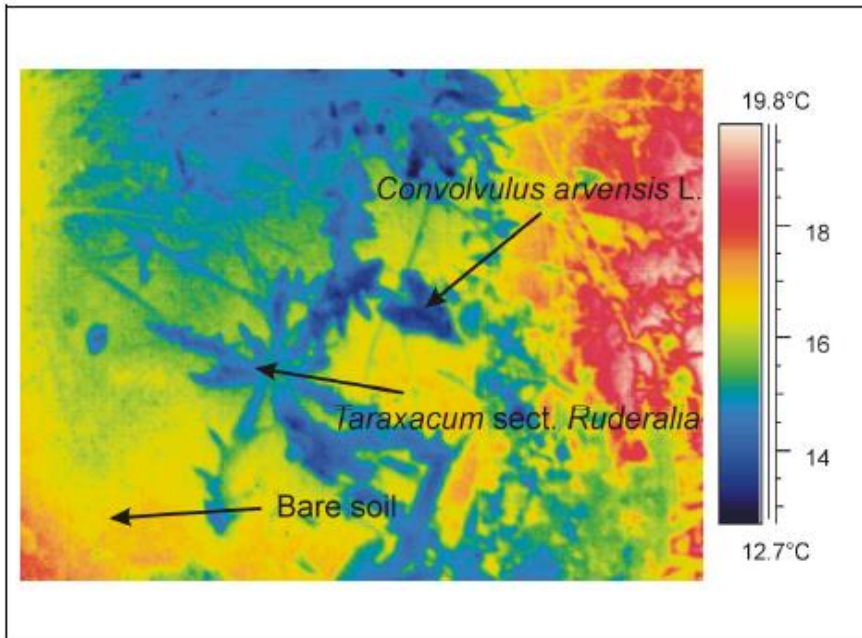 19.8°C
Convolvulus arvensis L.
18
16
Taraxacum sect. Ruderalia
14
Bare soil
12.7°C